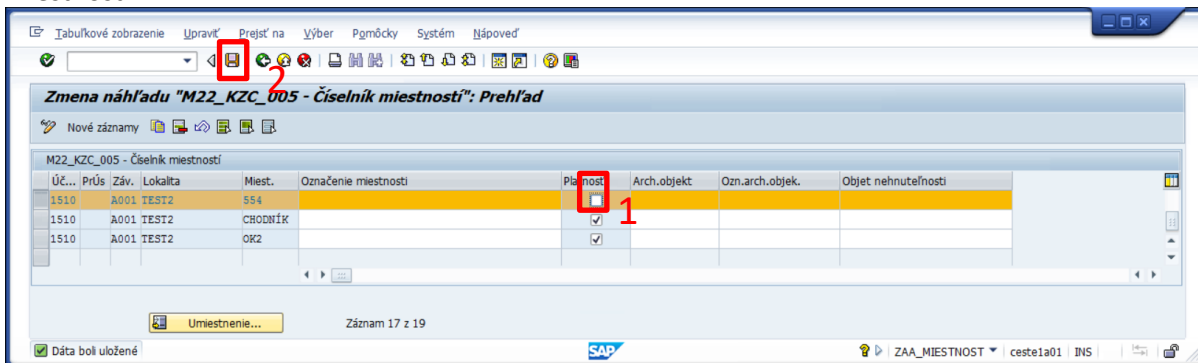 Tabuľkové zobrazenie Upraviť Prejsť na Výber Pomôcky Systém Nápoveď
2
Zmena náhľadu "M22_KZC_005 - Číselník miestností": Prehľad
Nové záznamy
M22_KZC_005 - Číselník miestností
Úč... PrÚs Záv. Lokalita Miest. Označenie miestnosti Platnosť Arch.objekt Ozn.arch.objek. Objet nehnuteľnosti
1510 A001 TEST2 554
1
1510 A001 TEST2 CHODNÍK
1510 A001 TEST2 OK2
Umiestnenie... Záznam 17 z 19
Dáta boli uložené SAP ZAA_MIESTNOST ceste1a01 INS